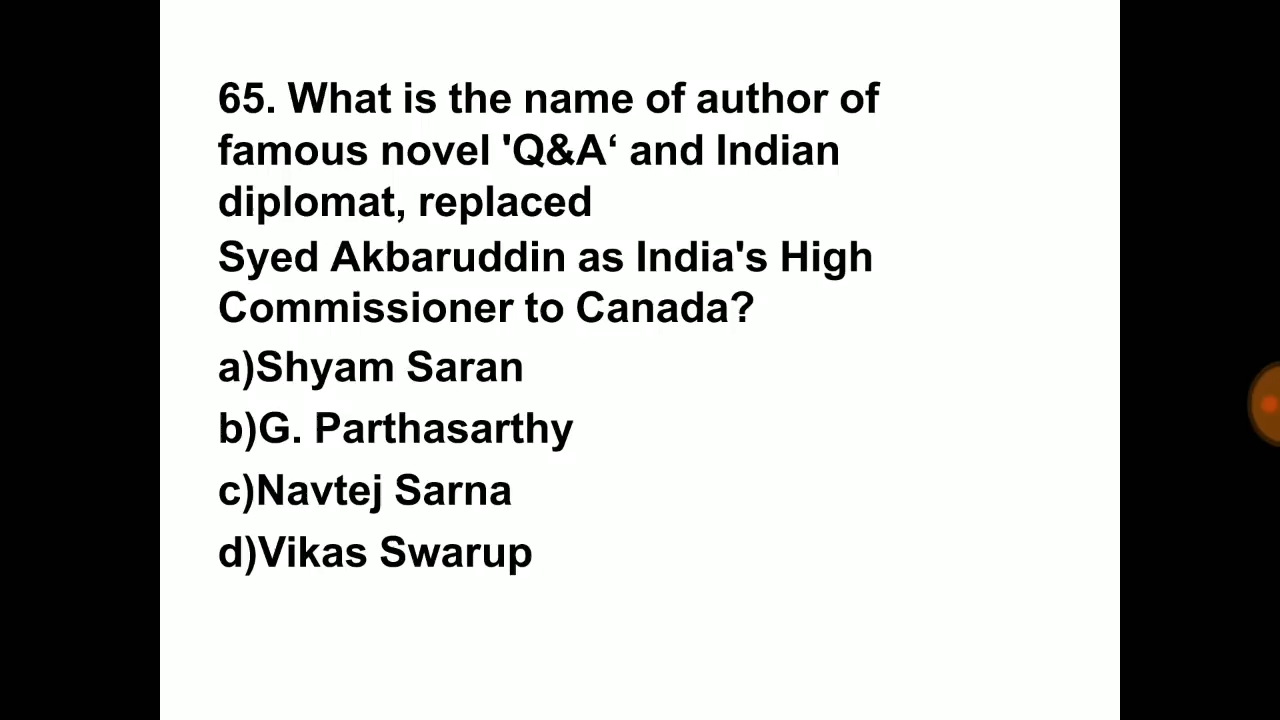 65. What is the name of author of
famous novel 'Q&A‘ and Indian
diplomat, replaced
Syed Akbaruddin as India's High
Commissioner to Canada?
a)Shyam Saran
b)G. Parthasarthy
c)Navtej Sarna
d)Vikas Swarup